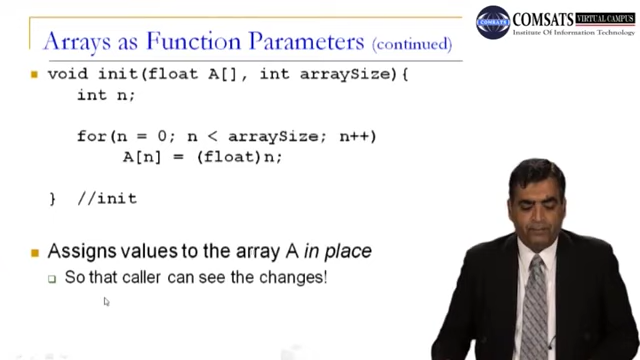 COMSATS VIRTUAL CAMPUS
Institute Of Information Technology
COMSATS
Arrays as Function Parameters (continued)
void init(float A[], int arraySize){
int n;
for(n = 0; n < arraySize; n++)
A[n] = (float)n;
} //init
Assigns values to the array A in place
So that caller can see the changes!